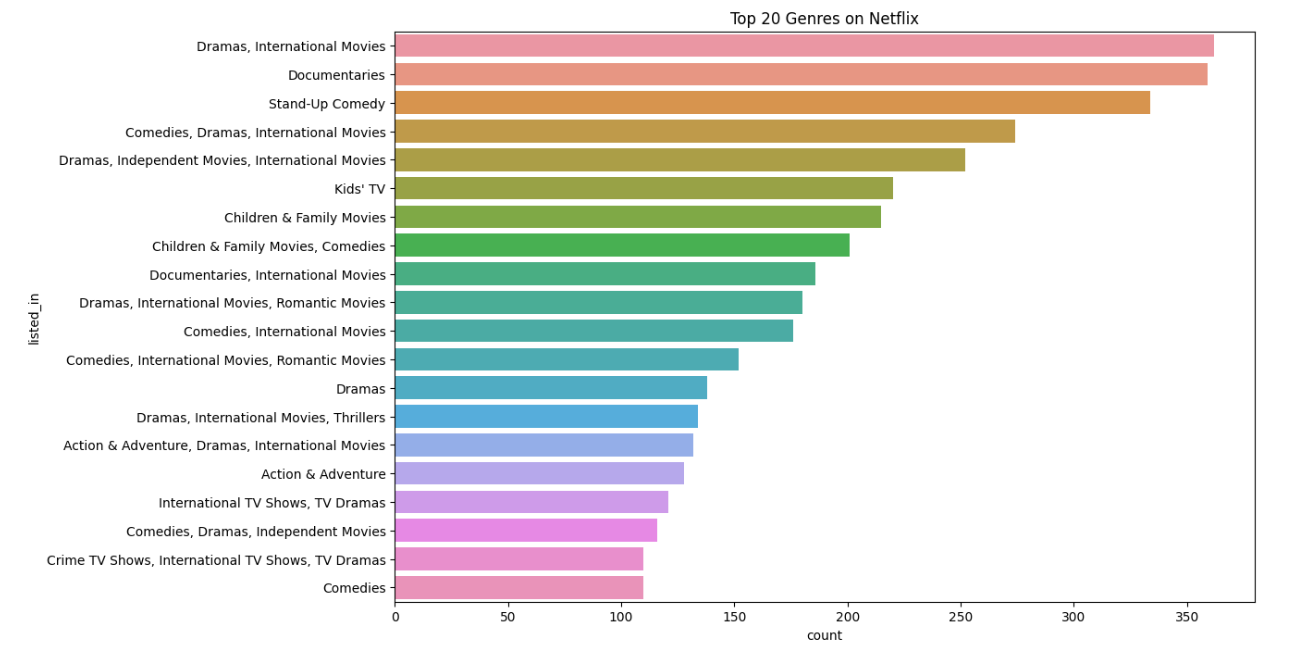 Top 20 Genres on Netflix
Dramas, International Movies
Documentaries
Stand-Up Comedy
Comedies, Dramas, International Movies
Dramas, Independent Movies, International Movies
Kids' TV
Children & Family Movies
Children & Family Movies, Comedies
Documentaries, International Movies
Dramas, International Movies, Romantic Movies
Comedies, International Movies
Comedies, International Movies, Romantic Movies
Dramas
Dramas, International Movies, Thrillers
Action & Adventure, Dramas, International Movies
Action & Adventure
International TV Shows, TV Dramas
Comedies, Dramas, Independent Movies
Crime TV Shows, International TV Shows, TV Dramas
Comedies
listed_in
0 50 100 150 200 250 300 350
count